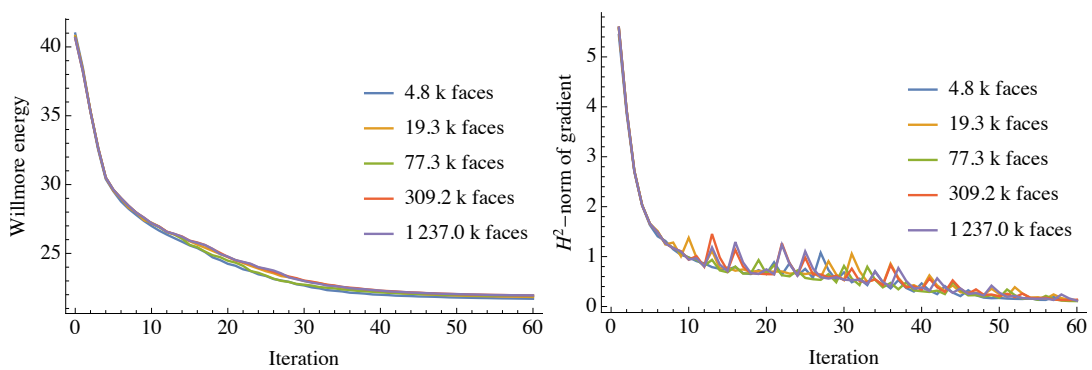 Willmore energy
40
35
30
25
0
10
20
30
40
50
60
Iteration
4.8 k faces
19.3 k faces
77.3 k faces
309.2 k faces
1 237.0 k faces
H²−norm of gradient
5
4
3
2
1
0
0
10
20
30
40
50
60
Iteration
4.8 k faces
19.3 k faces
77.3 k faces
309.2 k faces
1 237.0 k faces